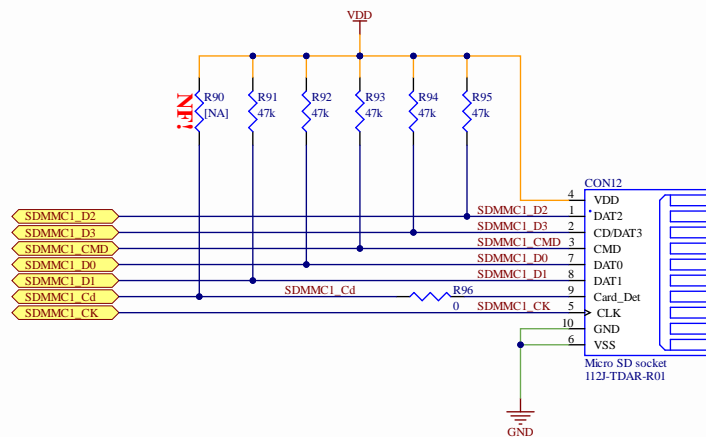 VDD
NF!
R90
[NA]
R91
47k
R92
47k
R93
47k
R94
47k
R95
47k
CON12
SDMMC1_D2
SDMMC1_D2
4
VDD
1
DAT2
SDMMC1_D3
SDMMC1_D3
2
CD/DAT3
SDMMC1_CMD
SDMMC1_CMD
3
CMD
SDMMC1_D0
SDMMC1_D0
7
DAT0
SDMMC1_D1
SDMMC1_D1
8
DAT1
SDMMC1_Cd
SDMMC1_Cd
R96
0
9
Card_Det
SDMMC1_CK
SDMMC1_CK
5
CLK
10
GND
6
VSS
Micro SD socket
112J-TDAR-R01
GND